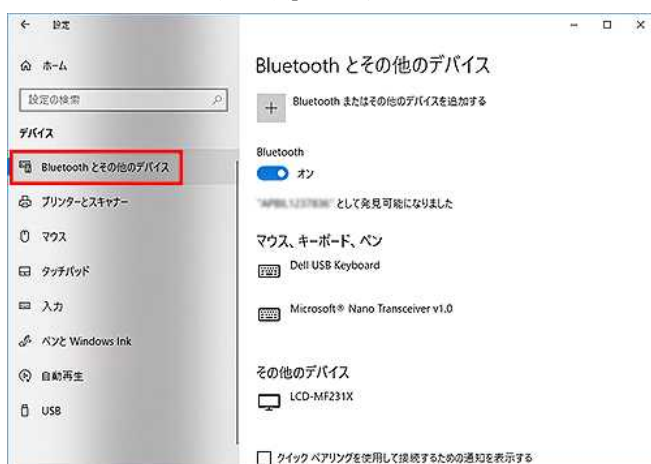 設定
ホーム
設定の検索
デバイス
Bluetooth とその他のデバイス
プリンターとスキャナー
マウス
タッチパッド
入力
ペンと Windows Ink
自動再生
USB
Bluetooth とその他のデバイス
Bluetooth またはその他のデバイスを追加する
Bluetooth
オン
として発見可能になりました
マウス、キーボード、ペン
Dell USB Keyboard
Microsoft® Nano Transceiver v1.0
その他のデバイス
LCD-MF231X
クイック ペアリングを使用して接続するための通知を表示する